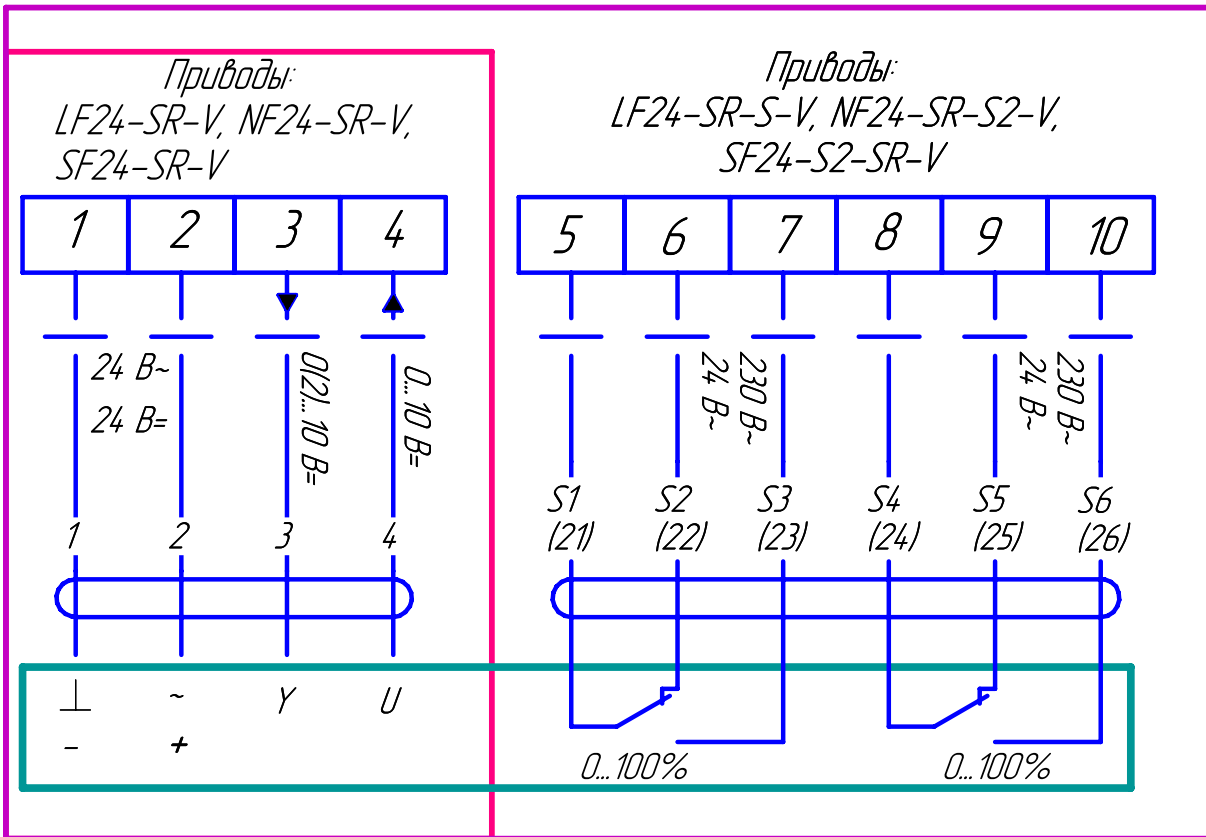 Приводы:
LF24-SR-V, NF24-SR-V,
SF24-SR-V
Приводы:
LF24-SR-S-V, NF24-SR-S2-V,
SF24-S2-SR-V
1 2 3 4
5 6 7 8 9 10
24 В~
24 В=
0(2)...10 В=
0...10 В=
230 В~
24 В~
230 В~
24 В~
1 2 3 4
S1 S2 S3 S4 S5 S6
(21) (22) (23) (24) (25) (26)
⊥ ~ Y U
- +
0...100% 0...100%